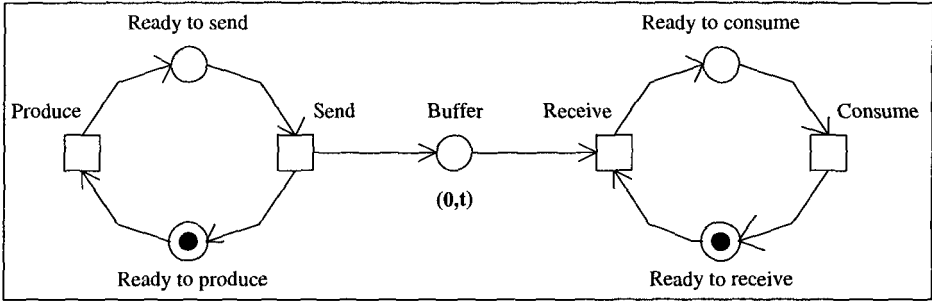 Ready to send
Ready to consume
Produce
Send
Buffer
Receive
Consume
(0,t)
Ready to produce
Ready to receive